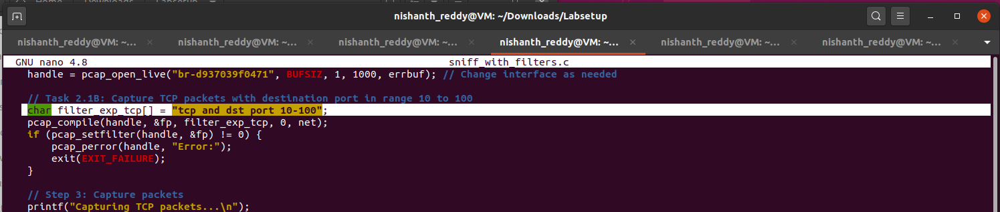 Home Downloads Labsetup
nishanth_reddy@VM: ~/Downloads/Labsetup
nishanth_reddy@VM: ~... × nishanth_reddy@VM: ~... × nishanth_reddy@VM: ~... × nishanth_reddy@VM: ~... × nishanth_reddy@VM: ~... × nishanth_reddy@VM: ~... ×
GNU nano 4.8 sniff_with_filters.c
handle = pcap_open_live("br-d937039f0471", BUFSIZ, 1, 1000, errbuf); // Change interface as needed
// Task 2.1B: Capture TCP packets with destination port in range 10 to 100
char filter_exp_tcp[] = "tcp and dst port 10-100";
pcap_compile(handle, &fp, filter_exp_tcp, 0, net);
if (pcap_setfilter(handle, &fp) != 0) {
pcap_perror(handle, "Error:");
exit(EXIT_FAILURE);
}
// Step 3: Capture packets
printf("Capturing TCP packets...\n");